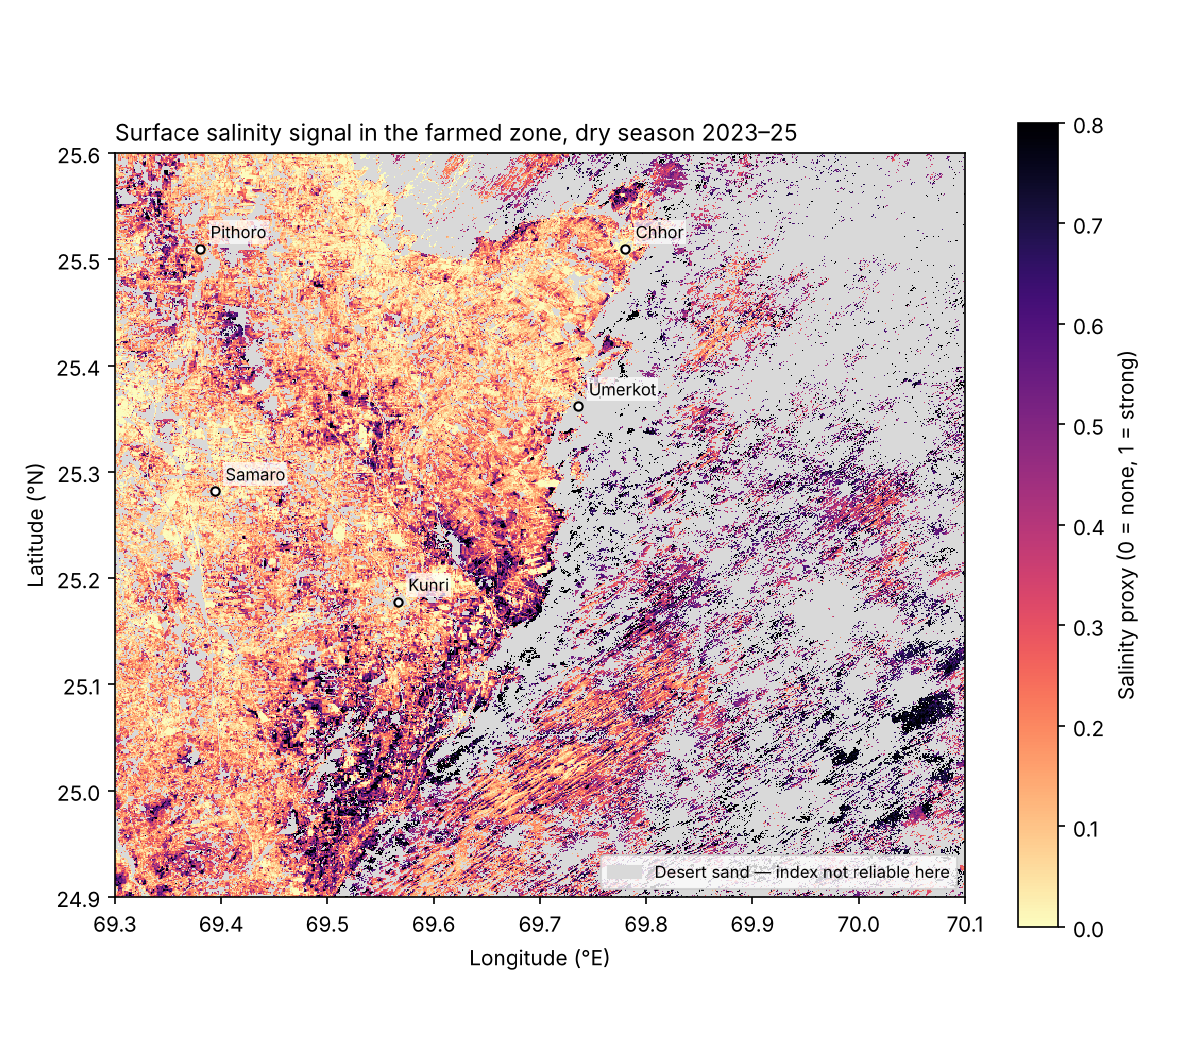 Surface salinity signal in the farmed zone, dry season 2023–25
25.6
25.5
25.4
25.3
25.2
25.1
25.0
24.9
Latitude (°N)
Pithoro
Chhor
Umerkot
Samaro
Kunri
Desert sand — index not reliable here
69.3 69.4 69.5 69.6 69.7 69.8 69.9 70.0 70.1
Longitude (°E)
0.8
0.7
0.6
0.5
0.4
0.3
0.2
0.1
0.0
Salinity proxy (0 = none, 1 = strong)